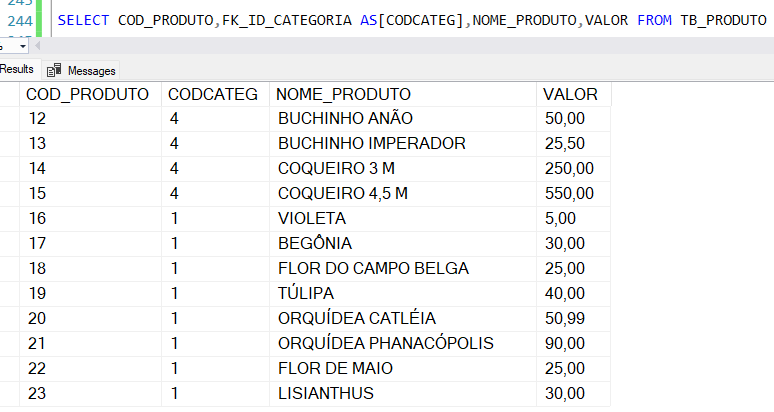 244 SELECT COD_PRODUTO,FK_ID_CATEGORIA AS[CODCATEG],NOME_PRODUTO,VALOR FROM TB_PRODUTO
Results Messages
COD_PRODUTO CODCATEG NOME_PRODUTO VALOR
12 4 BUCHINHO ANÃO 50,00
13 4 BUCHINHO IMPERADOR 25,50
14 4 COQUEIRO 3 M 250,00
15 4 COQUEIRO 4,5 M 550,00
16 1 VIOLETA 5,00
17 1 BEGÔNIA 30,00
18 1 FLOR DO CAMPO BELGA 25,00
19 1 TÚLIPA 40,00
20 1 ORQUÍDEA CATLÉIA 50,99
21 1 ORQUÍDEA PHANACÓPOLIS 90,00
22 1 FLOR DE MAIO 25,00
23 1 LISIANTHUS 30,00